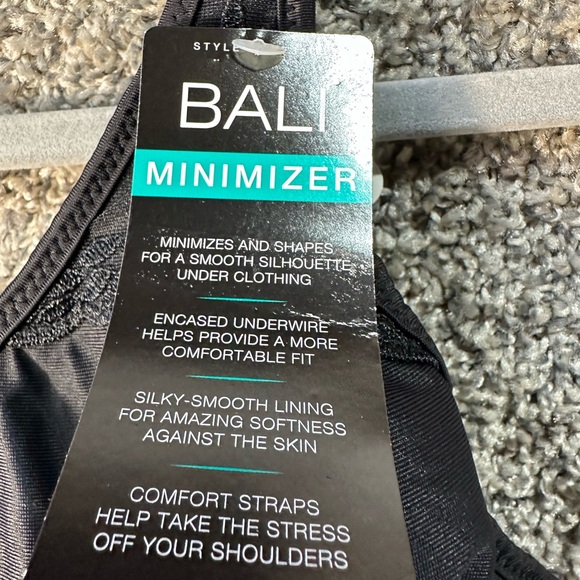 STYLE
BALI
MINIMIZER
MINIMIZES AND SHAPES
FOR A SMOOTH SILHOUETTE
UNDER CLOTHING
ENCASED UNDERWIRE
HELPS PROVIDE A MORE
COMFORTABLE FIT
SILKY-SMOOTH LINING
FOR AMAZING SOFTNESS
AGAINST THE SKIN
COMFORT STRAPS
HELP TAKE THE STRESS
OFF YOUR SHOULDERS